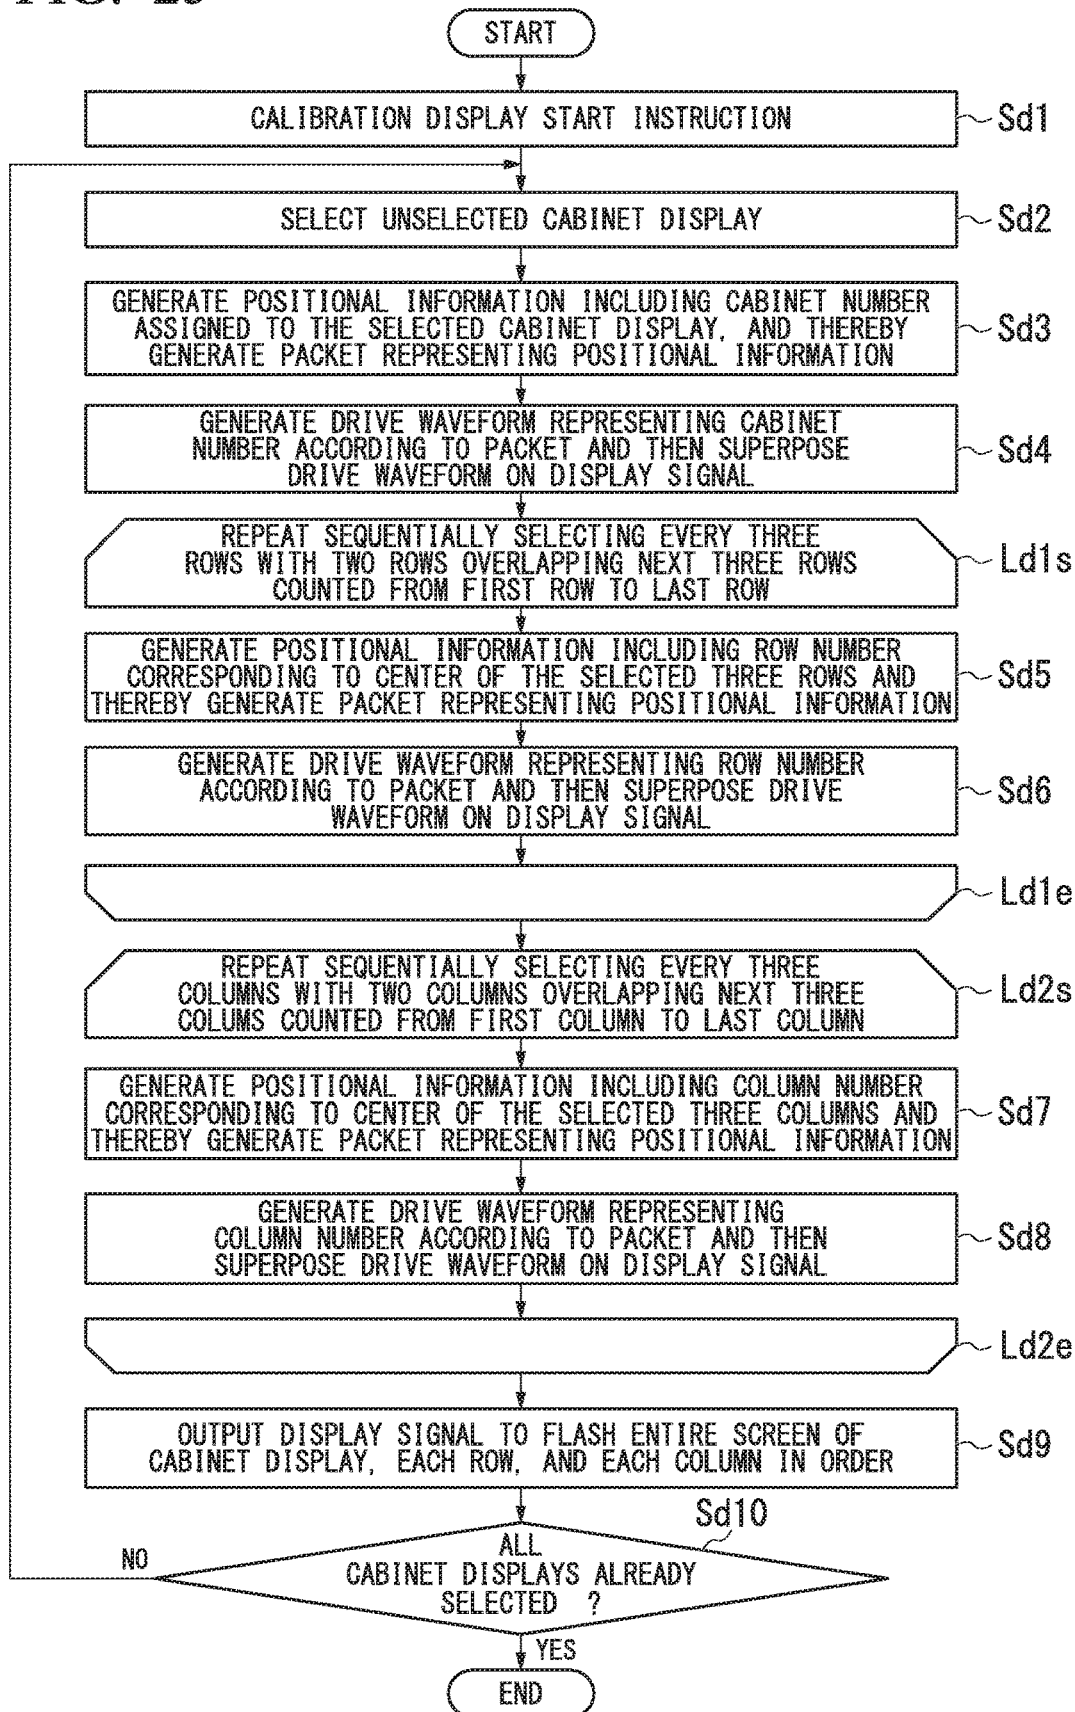 START
CALIBRATION DISPLAY START INSTRUCTION
Sd1
SELECT UNSELECTED CABINET DISPLAY
Sd2
GENERATE POSITIONAL INFORMATION INCLUDING CABINET NUMBER
ASSIGNED TO THE SELECTED CABINET DISPLAY, AND THEREBY
GENERATE PACKET REPRESENTING POSITIONAL INFORMATION
Sd3
GENERATE DRIVE WAVEFORM REPRESENTING CABINET
NUMBER ACCORDING TO PACKET AND THEN SUPERPOSE
DRIVE WAVEFORM ON DISPLAY SIGNAL
Sd4
REPEAT SEQUENTIALLY SELECTING EVERY THREE
ROWS WITH TWO ROWS OVERLAPPING NEXT THREE ROWS
COUNTED FROM FIRST ROW TO LAST ROW
Ld1s
GENERATE POSITIONAL INFORMATION INCLUDING ROW NUMBER
CORRESPONDING TO CENTER OF THE SELECTED THREE ROWS AND
THEREBY GENERATE PACKET REPRESENTING POSITIONAL INFORMATION
Sd5
GENERATE DRIVE WAVEFORM REPRESENTING ROW NUMBER
ACCORDING TO PACKET AND THEN SUPERPOSE DRIVE
WAVEFORM ON DISPLAY SIGNAL
Sd6
Ld1e
REPEAT SEQUENTIALLY SELECTING EVERY THREE
COLUMNS WITH TWO COLUMNS OVERLAPPING NEXT THREE
COLUMS COUNTED FROM FIRST COLUMN TO LAST COLUMN
Ld2s
GENERATE POSITIONAL INFORMATION INCLUDING COLUMN NUMBER
CORRESPONDING TO CENTER OF THE SELECTED THREE COLUMNS AND
THEREBY GENERATE PACKET REPRESENTING POSITIONAL INFORMATION
Sd7
GENERATE DRIVE WAVEFORM REPRESENTING
COLUMN NUMBER ACCORDING TO PACKET AND THEN
SUPERPOSE DRIVE WAVEFORM ON DISPLAY SIGNAL
Sd8
Ld2e
OUTPUT DISPLAY SIGNAL TO FLASH ENTIRE SCREEN OF
CABINET DISPLAY, EACH ROW, AND EACH COLUMN IN ORDER
Sd9
Sd10
NO
ALL
CABINET DISPLAYS ALREADY
SELECTED ?
YES
END